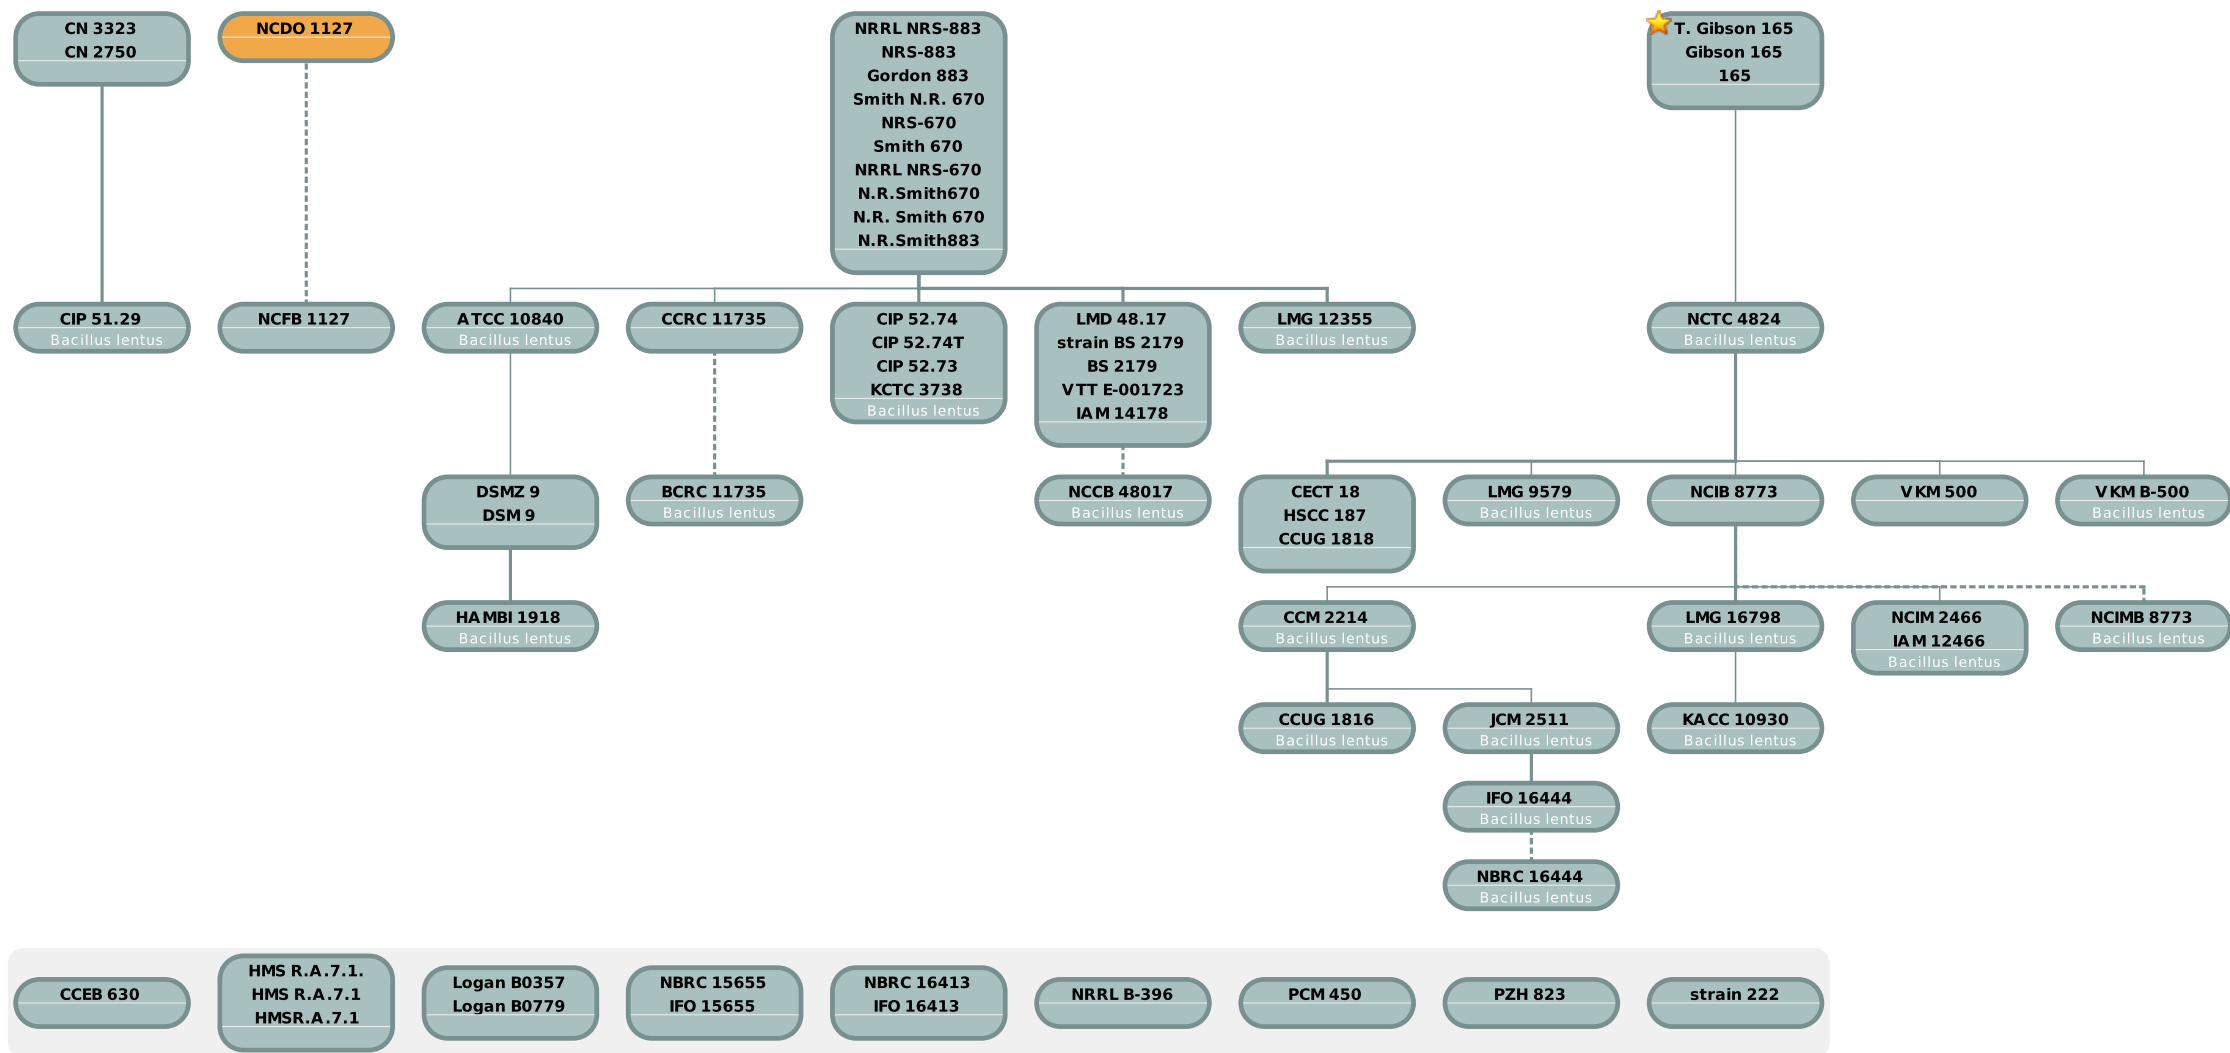 CN 3323
CN 2750
NCDO 1127
NRRL NRS-883
NRS-883
Gordon 883
Smith N.R. 670
NRS-670
Smith 670
NRRL NRS-670
N.R.Smith670
N.R. Smith 670
N.R.Smith883
T. Gibson 165
Gibson 165
165
CIP 51.29
Bacillus lentus
NCFB 1127
ATCC 10840
Bacillus lentus
CCRC 11735
CIP 52.74
CIP 52.74T
CIP 52.73
KCTC 3738
Bacillus lentus
LMD 48.17
strain BS 2179
BS 2179
VTT E-001723
IAM 14178
LMG 12355
Bacillus lentus
NCTC 4824
Bacillus lentus
DSMZ 9
DSM 9
BCRC 11735
Bacillus lentus
NCCB 48017
Bacillus lentus
CECT 18
HSCC 187
CCUG 1818
LMG 9579
Bacillus lentus
NCIB 8773
VKM 500
VKM B-500
Bacillus lentus
HAMBI 1918
Bacillus lentus
CCM 2214
Bacillus lentus
LMG 16798
Bacillus lentus
NCIM 2466
IAM 12466
Bacillus lentus
NCIMB 8773
Bacillus lentus
CCUG 1816
Bacillus lentus
JCM 2511
Bacillus lentus
KACC 10930
Bacillus lentus
IFO 16444
Bacillus lentus
NBRC 16444
Bacillus lentus
CCEB 630
HMS R.A.7.1.
HMS R.A.7.1
HMSR.A.7.1
Logan B0357
Logan B0779
NBRC 15655
IFO 15655
NBRC 16413
IFO 16413
NRRL B-396
PCM 450
PZH 823
strain 222